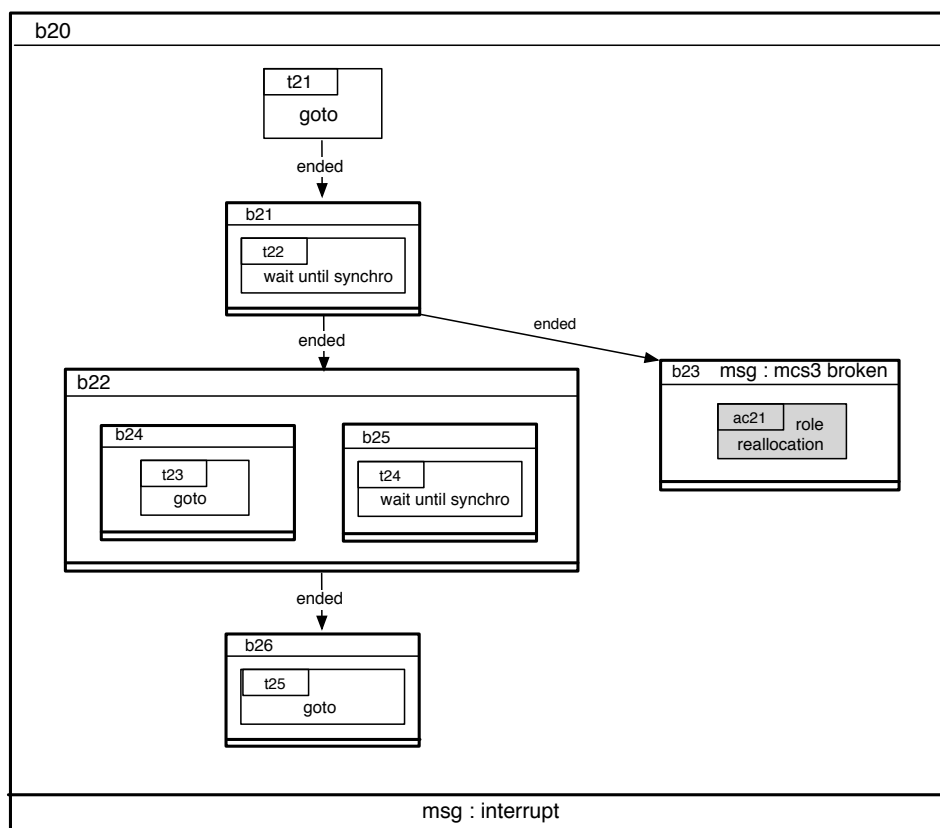 b20
t21
goto
ended
b21
t22
wait until synchro
ended
ended
b22
b23 msg : mcs3 broken
ac21 role
reallocation
b24
t23
goto
b25
t24
wait until synchro
ended
b26
t25
goto
msg : interrupt